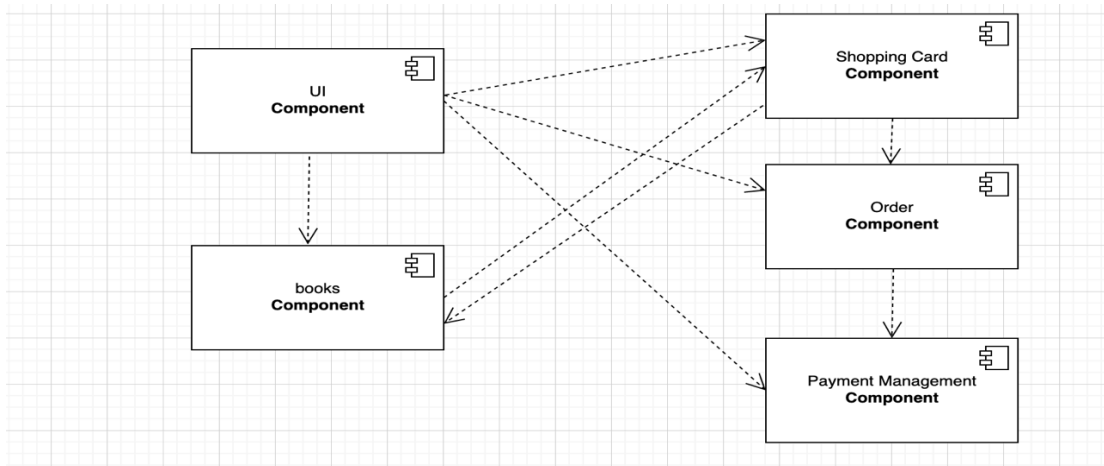 UI
Component
Shopping Card
Component
Order
Component
books
Component
Payment Management
Component